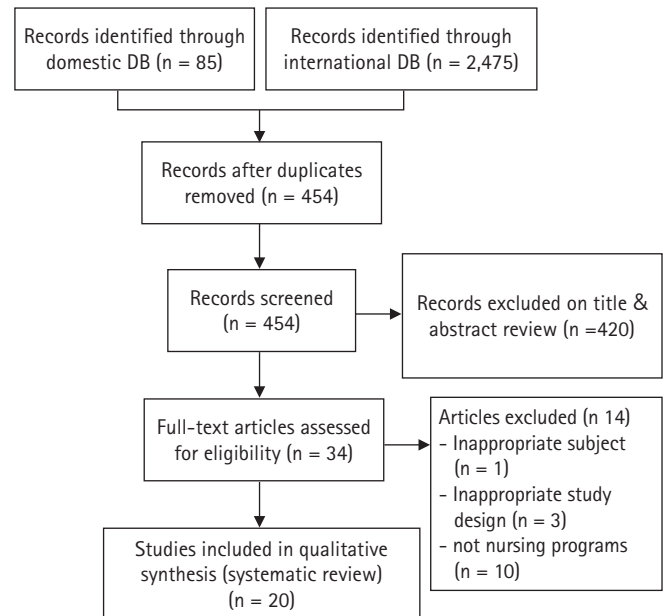 Records identified through
domestic DB (n = 85)
Records identified through
international DB (n = 2,475)
Records after duplicates
removed (n = 454)
Records screened
(n = 454)
Records excluded on title &
abstract review (n =420)
Full-text articles assessed
for eligibility (n = 34)
Articles excluded (n 14)
- Inappropriate subject
(n = 1)
- Inappropriate study
design (n = 3)
- not nursing programs
(n = 10)
Studies included in qualitative
synthesis (systematic review)
(n = 20)